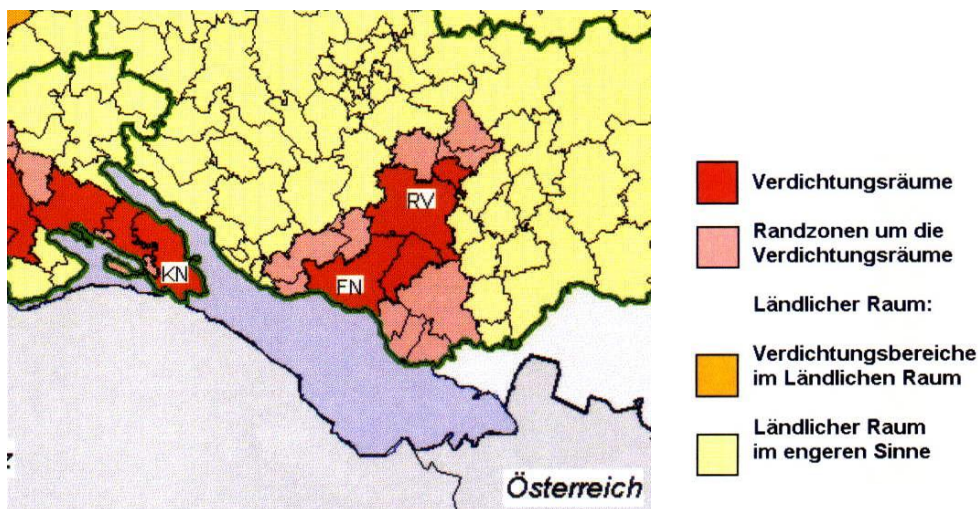 RV
FN
KN
Österreich
Verdichtungsräume
Randzonen um die
Verdichtungsräume
Ländlicher Raum:
Verdichtungsbereiche
im Ländlichen Raum
Ländlicher Raum
im engeren Sinne